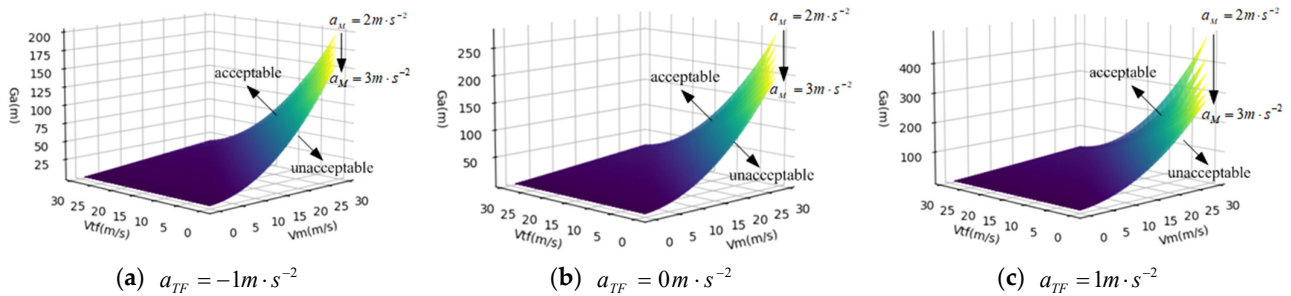 a_M = 2m·s⁻²
200
175
150
125
100
75
50
25
Ga(m)
acceptable
a_M = 3m·s⁻²
unacceptable
30
25
20
15
10
5
0
Vtf(m/s)
0
5
10
15
20
25
30
Vm(m/s)
(a) a_TF = −1m·s⁻²
a_M = 2m·s⁻²
250
200
150
100
50
Ga(m)
acceptable
a_M = 3m·s⁻²
unacceptable
30
25
20
15
10
5
0
Vtf(m/s)
0
5
10
15
20
25
30
Vm(m/s)
(b) a_TF = 0m·s⁻²
a_M = 2m·s⁻²
400
300
200
100
Ga(m)
acceptable
a_M = 3m·s⁻²
unacceptable
30
25
20
15
10
5
0
Vtf(m/s)
0
5
10
15
20
25
30
Vm(m/s)
(c) a_TF = 1m·s⁻²